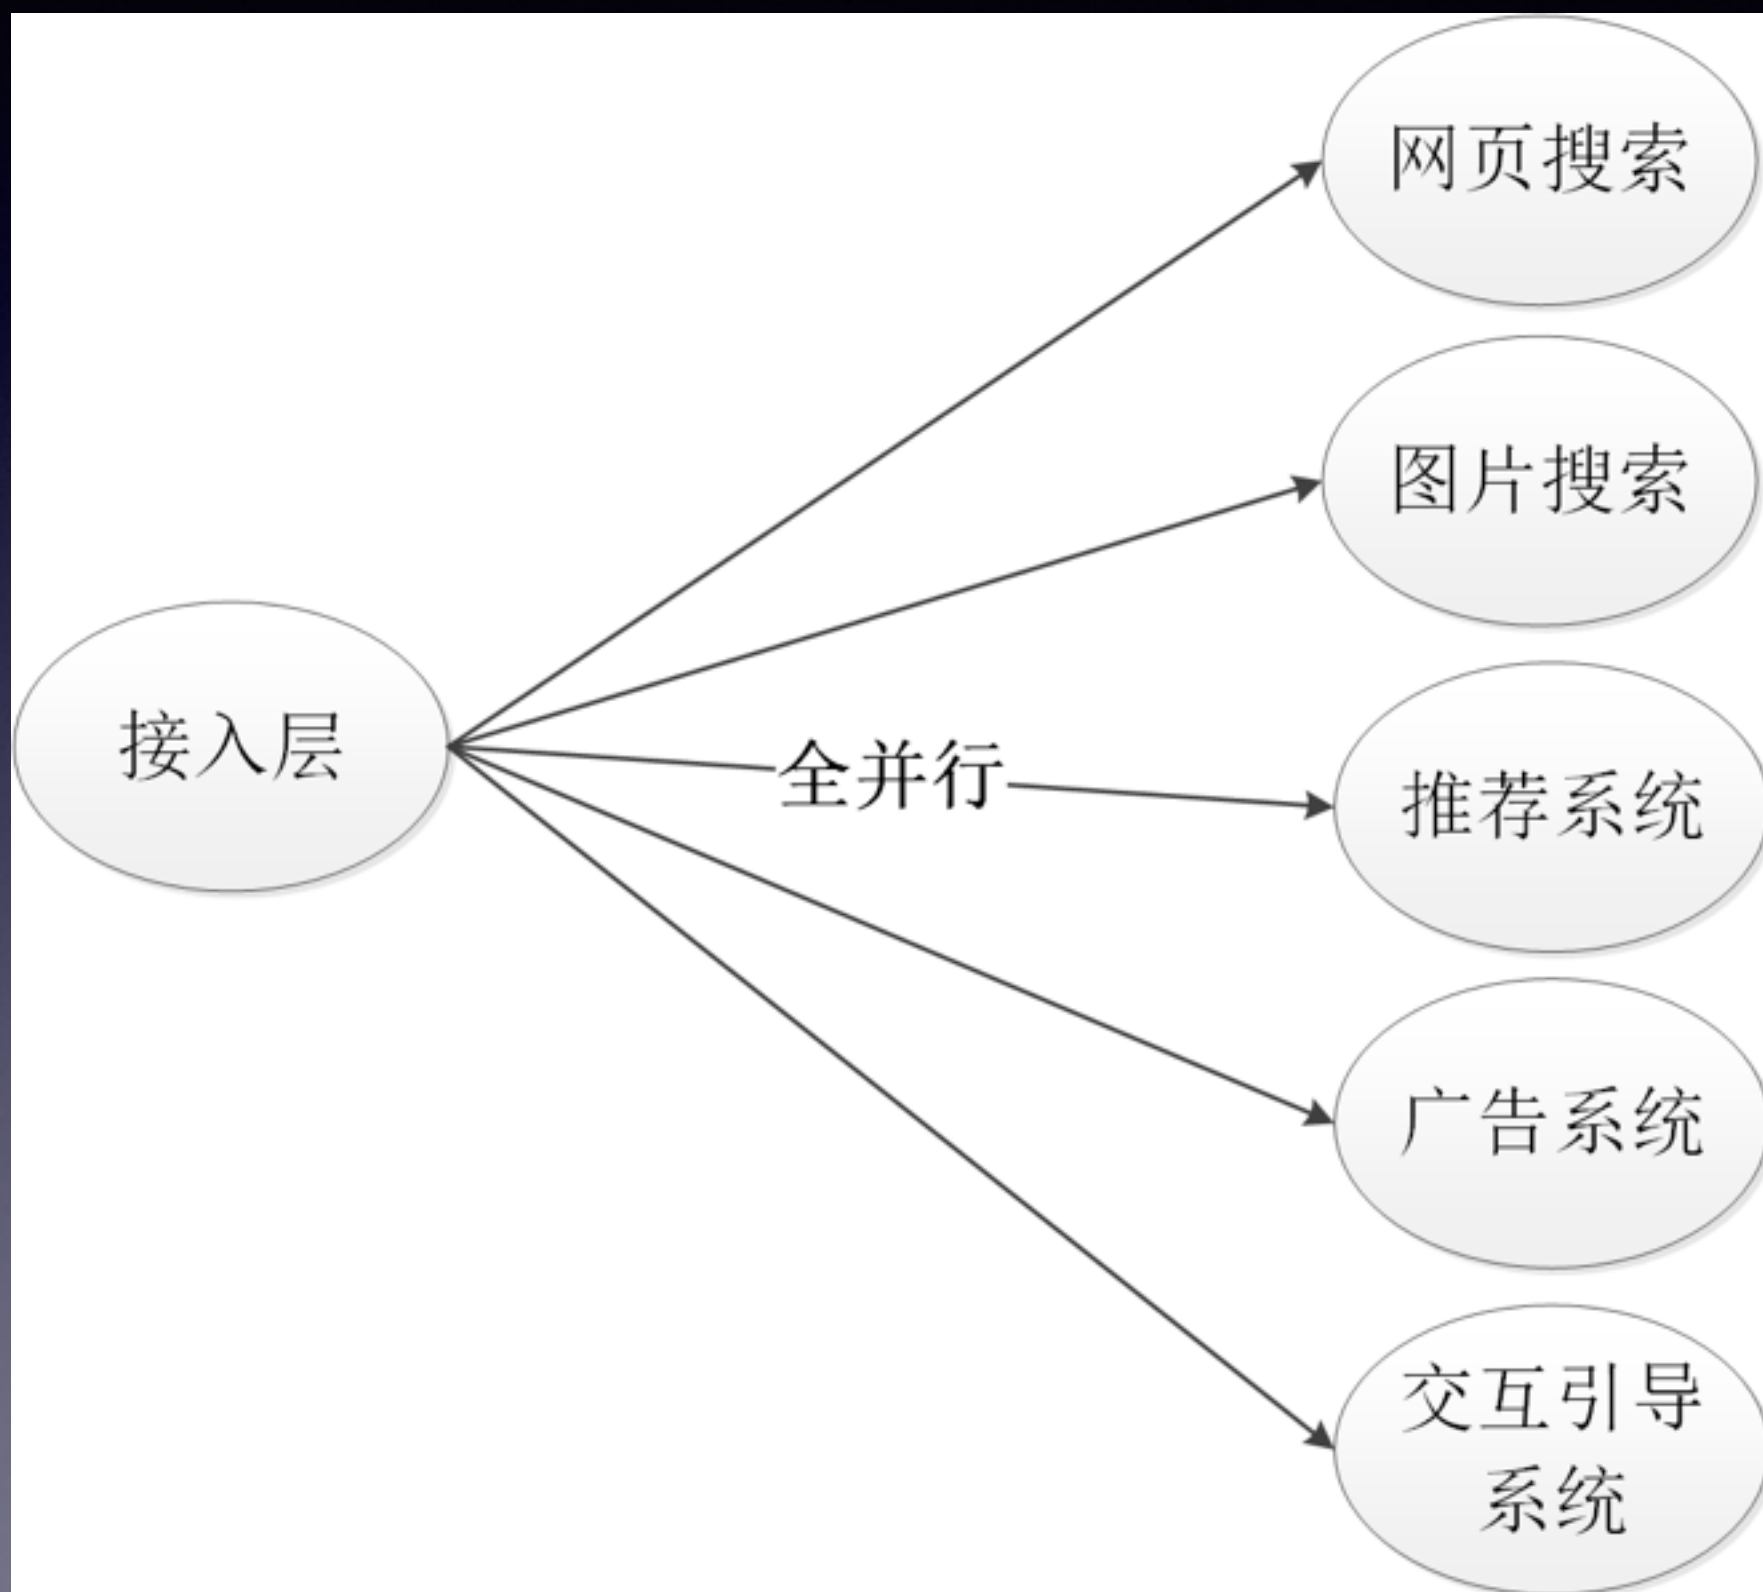 网页搜索
图片搜索
接入层
全并行
推荐系统
广告系统
交互引导
系统